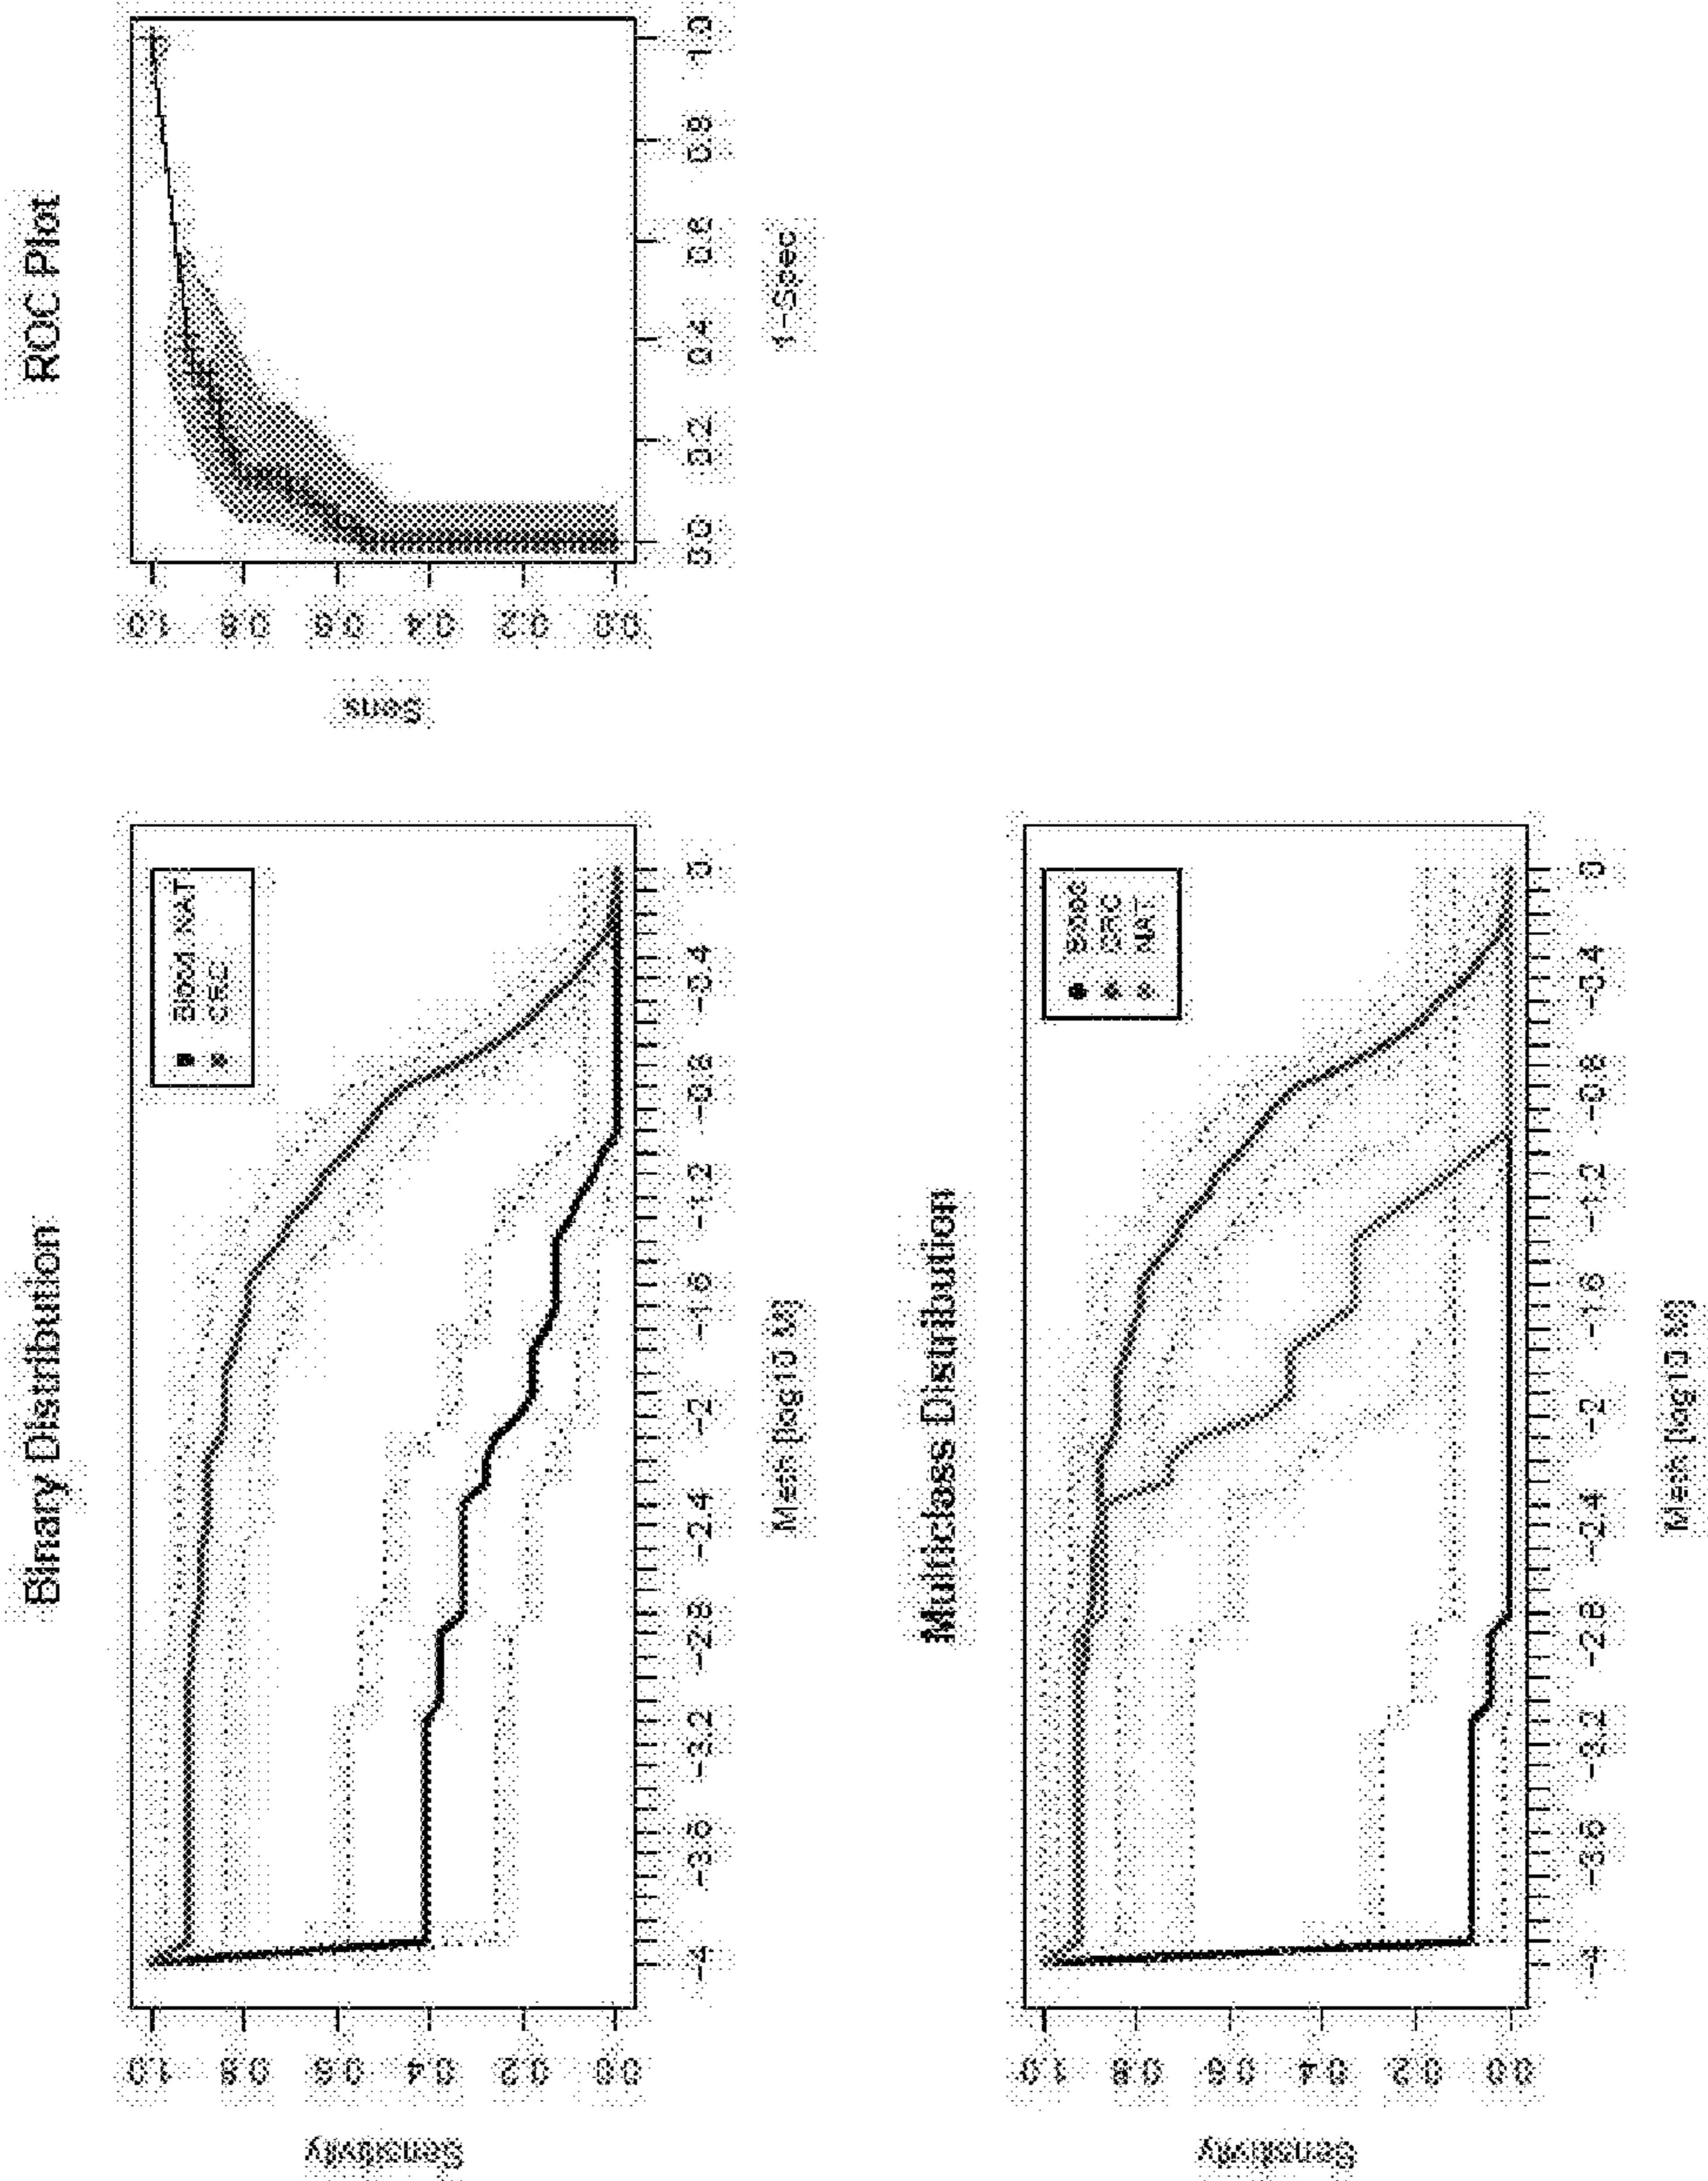 Binary Distribution
Sensitivity
1.0
0.8
0.6
0.4
0.2
0.0
CRC
-4 -3.6 -3.2 -2.8 -2.4 -2 -1.6 -1.2 -0.8 -0.4 0
Mesh [log10 M]
ROC Plot
Sens
1.0
0.8
0.6
0.4
0.2
0.0
0.0 0.2 0.4 0.6 0.8 1.0
1-Spec
Multiclass Distribution
Sensitivity
1.0
0.8
0.6
0.4
0.2
0.0
CRC
NAT
-4 -3.6 -3.2 -2.8 -2.4 -2 -1.6 -1.2 -0.8 -0.4 0
Mesh [log10 M]